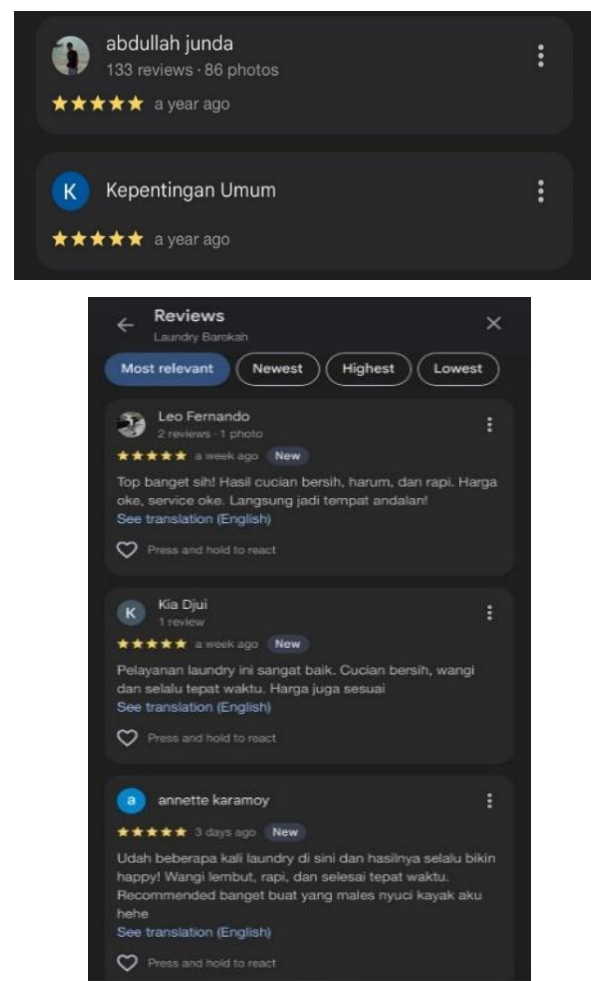 abdullah junda
133 reviews · 86 photos
a year ago
K
Kepentingan Umum
a year ago
Reviews
Laundry Barokah
Most relevant
Newest
Highest
Lowest
Leo Fernando
2 reviews · 1 photo
a week ago New
Top banget sih! Hasil cucian bersih, harum, dan rapi. Harga
oke, service oke. Langsung jadi tempat andalan!
See translation (English)
Press and hold to react
K
Kia Djui
1 review
a week ago New
Pelayanan laundry ini sangat baik. Cucian bersih, wangi
dan selalu tepat waktu. Harga juga sesuai
See translation (English)
Press and hold to react
a
annette karamoy
3 days ago New
Udah beberapa kali laundry di sini dan hasilnya selalu bikin
happy! Wangi lembut, rapi, dan selesai tepat waktu.
Recommended banget buat yang males nyuci kayak aku
hehe
See translation (English)
Press and hold to react